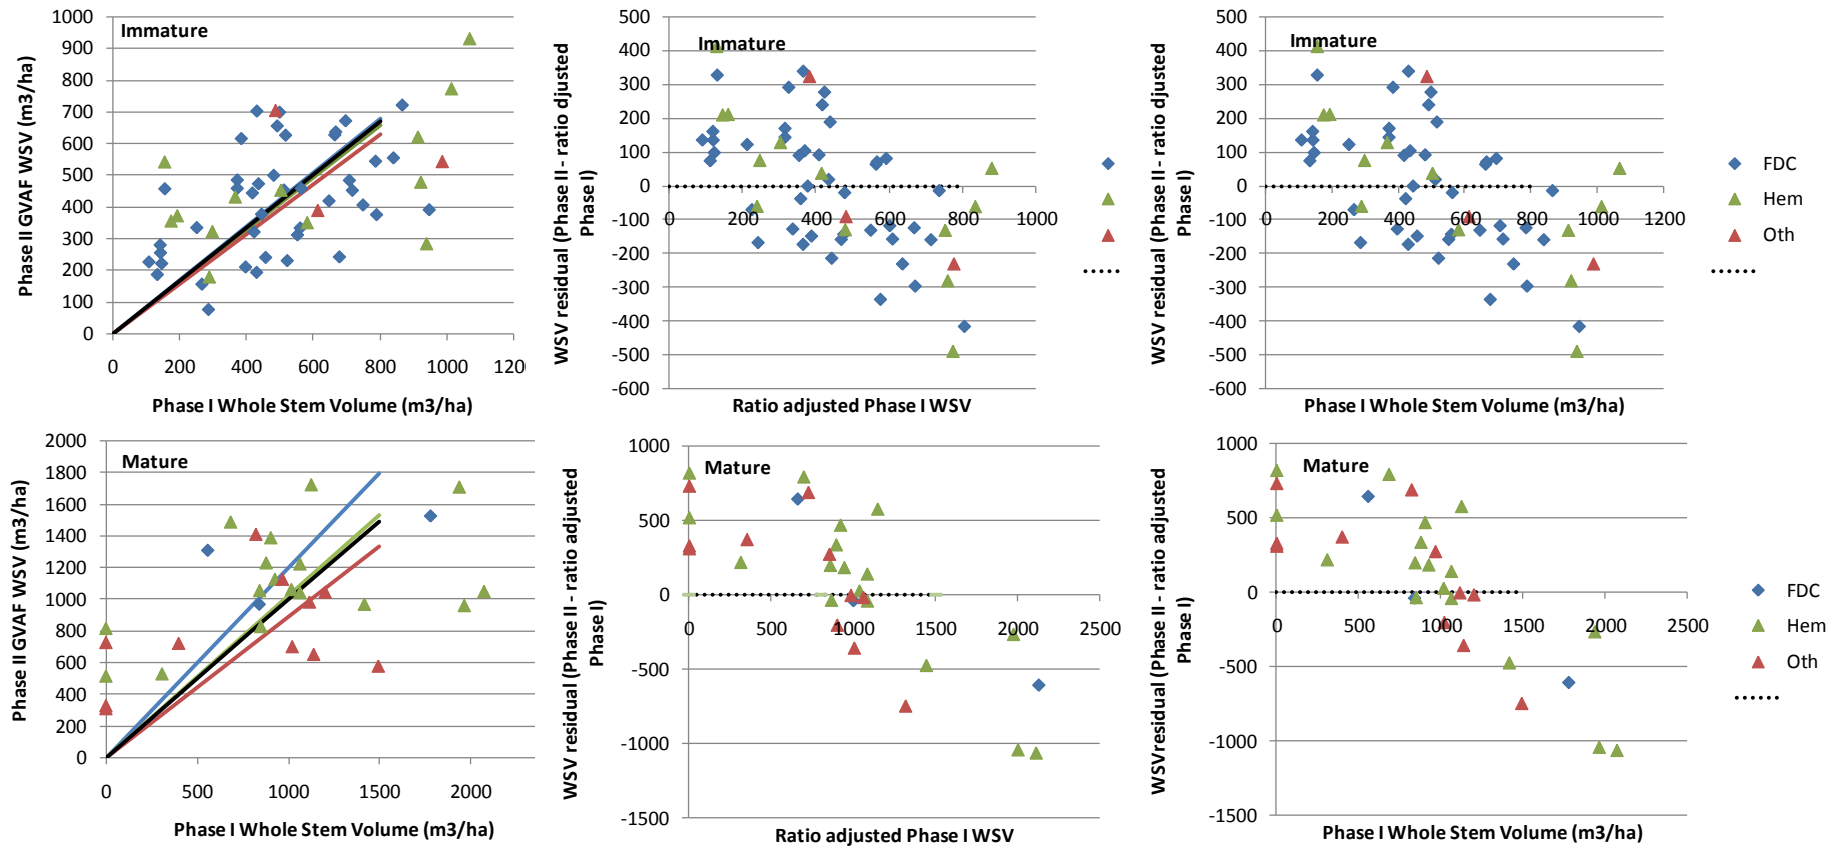 Immature
Phase II GVAF WSV (m3/ha)
1000
900
800
700
600
500
400
300
200
100
0
0 200 400 600 800 1000 120
Phase I Whole Stem Volume (m3/ha)
Immature
WSV residual (Phase II - ratio djusted
Phase I)
500
400
300
200
100
0
-100
-200
-300
-400
-500
-600
0 200 400 600 800 1000
Ratio adjusted Phase I WSV
Immature
WSV residual (Phase II - ratio adjusted
Phase I)
500
400
300
200
100
0
-100
-200
-300
-400
-500
-600
0 200 400 600 800 1000 1200
Phase I Whole Stem Volume (m3/ha)
FDC
Hem
Oth
Mature
Phase II GVAF WSV (m3/ha)
2000
1800
1600
1400
1200
1000
800
600
400
200
0
0 500 1000 1500 2000
Phase I Whole Stem Volume (m3/ha)
Mature
WSV residual (Phase II - ratio adjusted
Phase I)
1000
500
0
-500
-1000
-1500
0 500 1000 1500 2000 2500
Ratio adjusted Phase I WSV
Mature
WSV residual (Phase II - ratio adjusted
Phase I)
1000
500
0
-500
-1000
-1500
0 500 1000 1500 2000 2500
Phase I Whole Stem Volume (m3/ha)
FDC
Hem
Oth